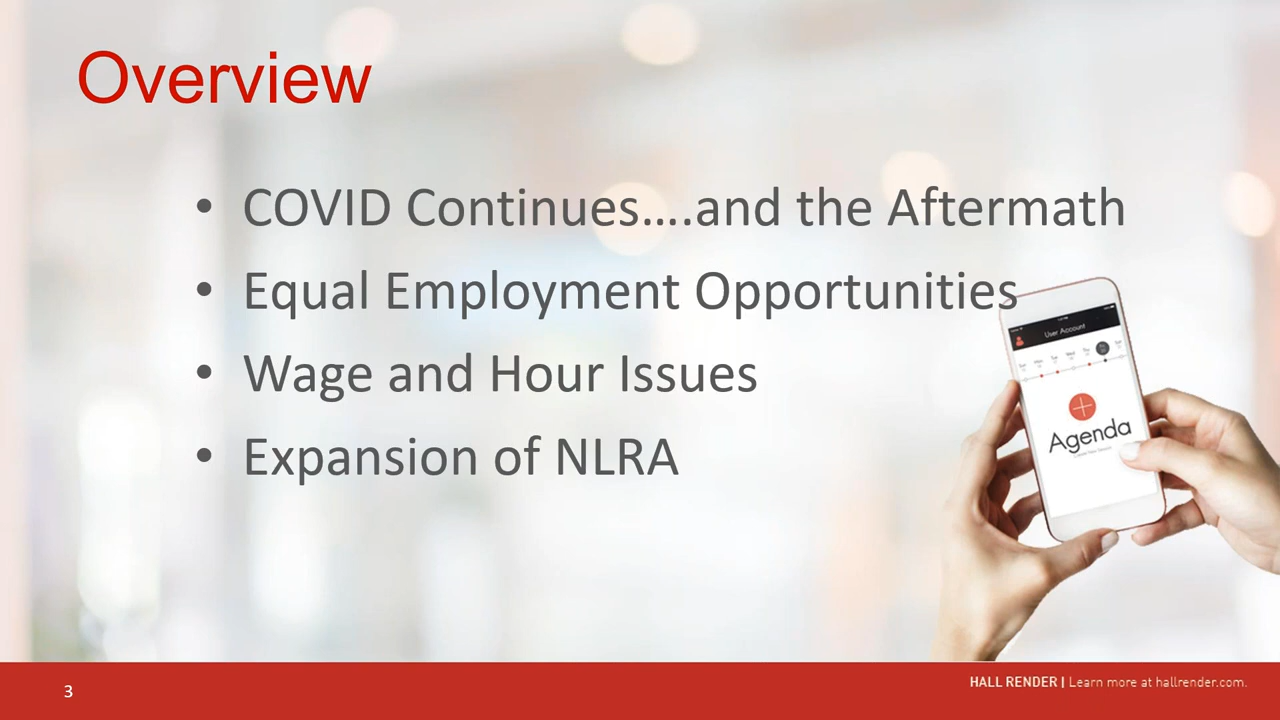 Overview
• COVID Continues….and the Aftermath
• Equal Employment Opportunities
• Wage and Hour Issues
• Expansion of NLRA
User Account
Agenda
3
HALL RENDER | Learn more at hallrender.com.